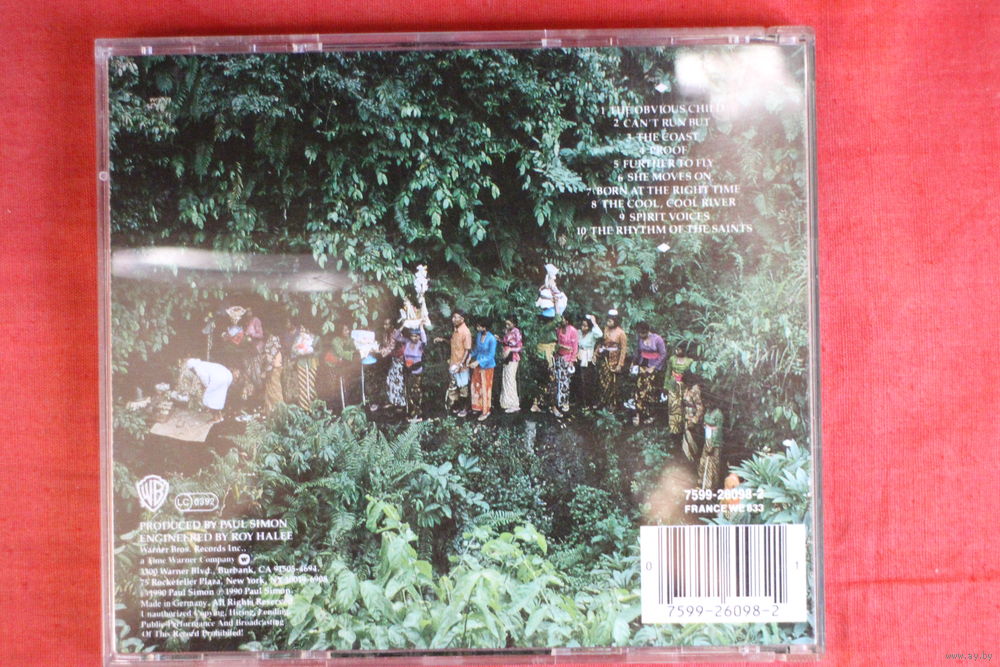 1 THE OBVIOUS CHILD
2 CAN'T RUN BUT
3 THE COAST
4 PROOF
5 FURTHER TO FLY
6 SHE MOVES ON
7 BORN AT THE RIGHT TIME
8 THE COOL, COOL RIVER
9 SPIRIT VOICES
10 THE RHYTHM OF THE SAINTS
WB
LC 0392
PRODUCED BY PAUL SIMON
ENGINEERED BY ROY HALEE
Warner Bros. Records Inc.,
a Time Warner Company
3300 Warner Blvd., Burbank, CA 91505-4694.
75 Rockefeller Plaza, New York, NY 10019-6908
©1990 Paul Simon ℗ 1990 Paul Simon.
Made in Germany. All Rights Reserved
Unauthorized Copying, Hiring, Lending,
Public Performance And Broadcasting
Of This Record Prohibited!
7599-26098-2
FRANCE WE 833
0 1
7599-26098-2
www.ay.by